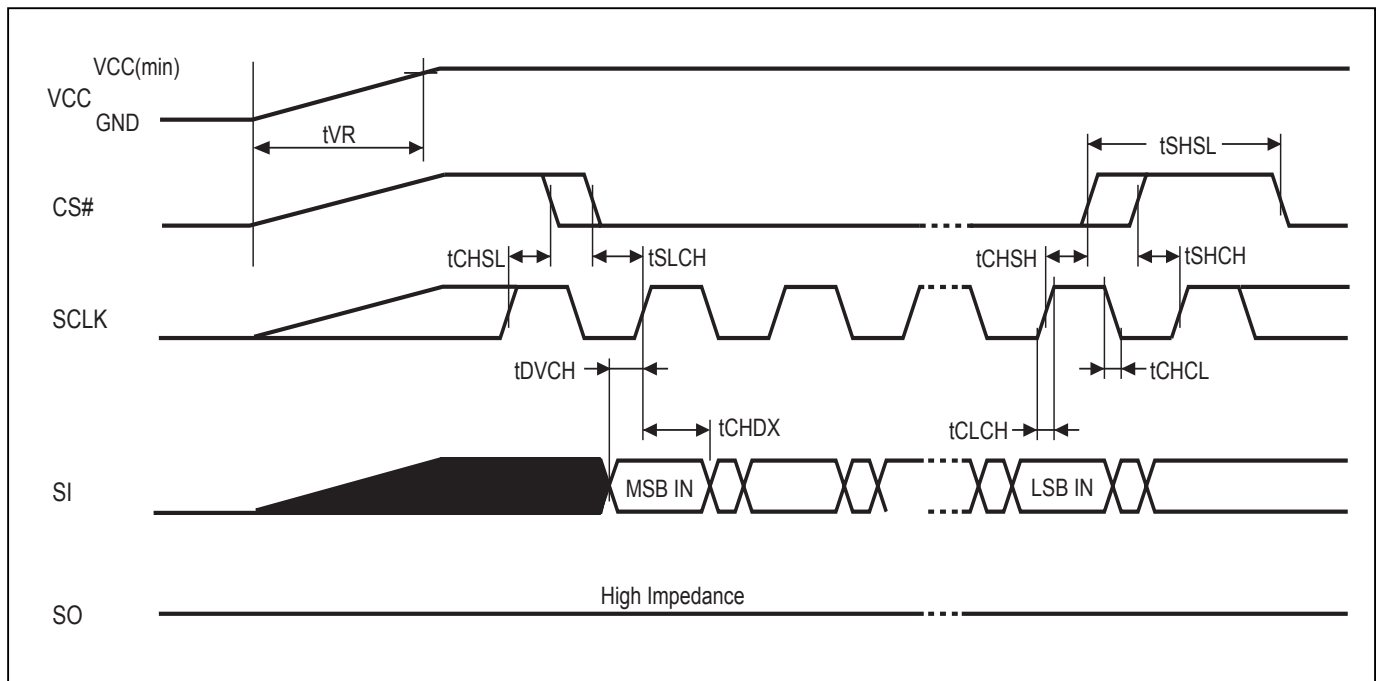 VCC(min)
VCC
GND
tVR
tSHSL
CS#
tCHSL
tSLCH
tCHSH
tSHCH
SCLK
tDVCH
tCHCL
tCHDX
tCLCH
SI
MSB IN
LSB IN
High Impedance
SO